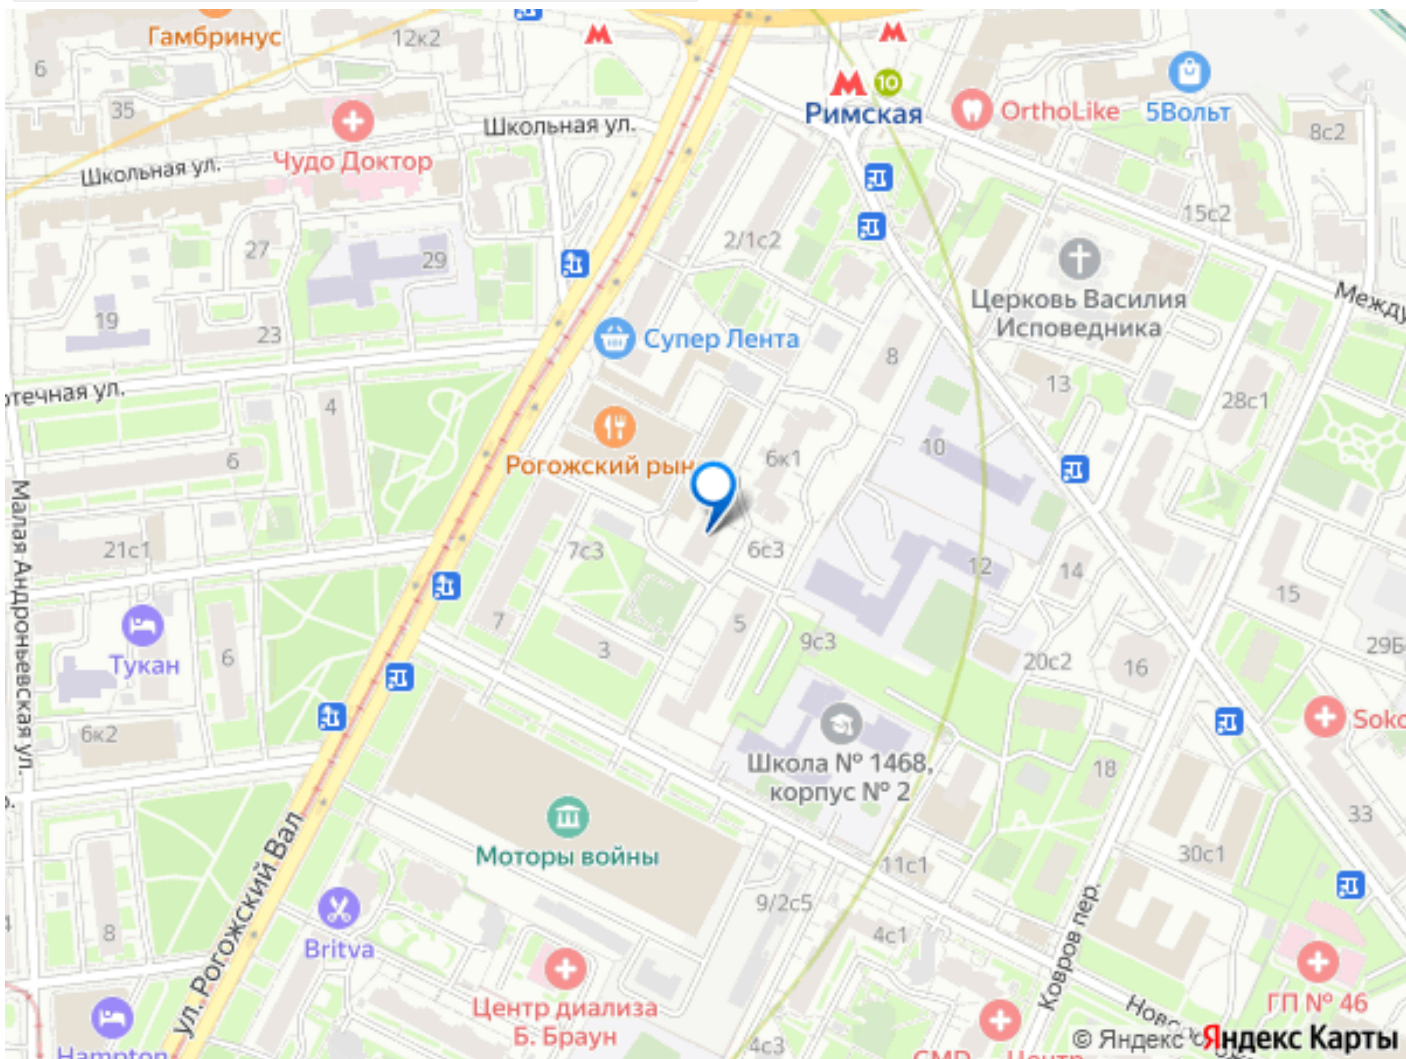 Гамбринус
12к2
6
35
Школьная ул.
Школьная ул.
Чудо Доктор
10
Римская
OrthoLike
5Вольт
8с2
15с2
27
29
2/1с2
19
23
Церковь Василия
Исповедника
Между
Супер Лента
8
13
28с1
отечная ул.
4
6
Рогожский рын
6к1
10
Малая Андроньевская ул.
21с1
7с3
6с3
12
14
15
Тукан
6
7
3
5
9с3
20с2
16
29Б
6к2
Школа № 1468,
корпус № 2
18
Soko
33
Моторы войны
30с1
11с1
ул. Рогожский Вал
8
Britva
9/2с5
4с1
Ковров пер.
Центр диализа
Б. Браун
ГП № 46
Hampton
4с3
© Яндекс
Яндекс Карты